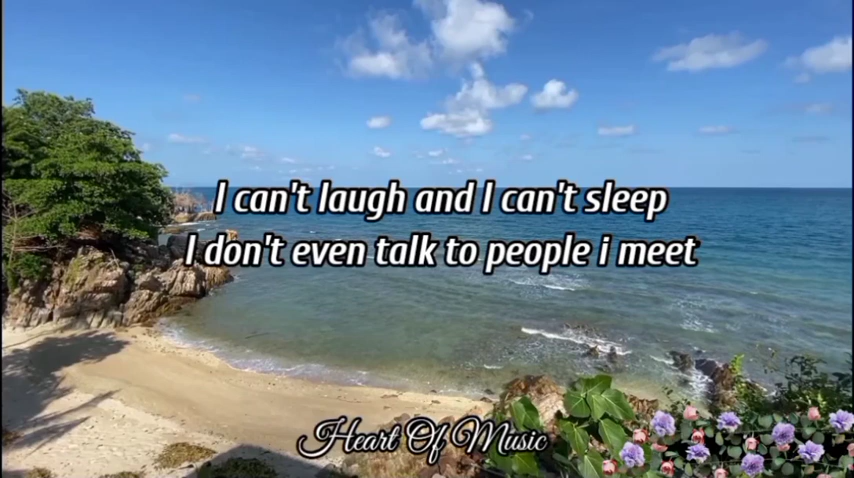 I can't laugh and I can't sleep
I don't even talk to people i meet
Heart Of Music